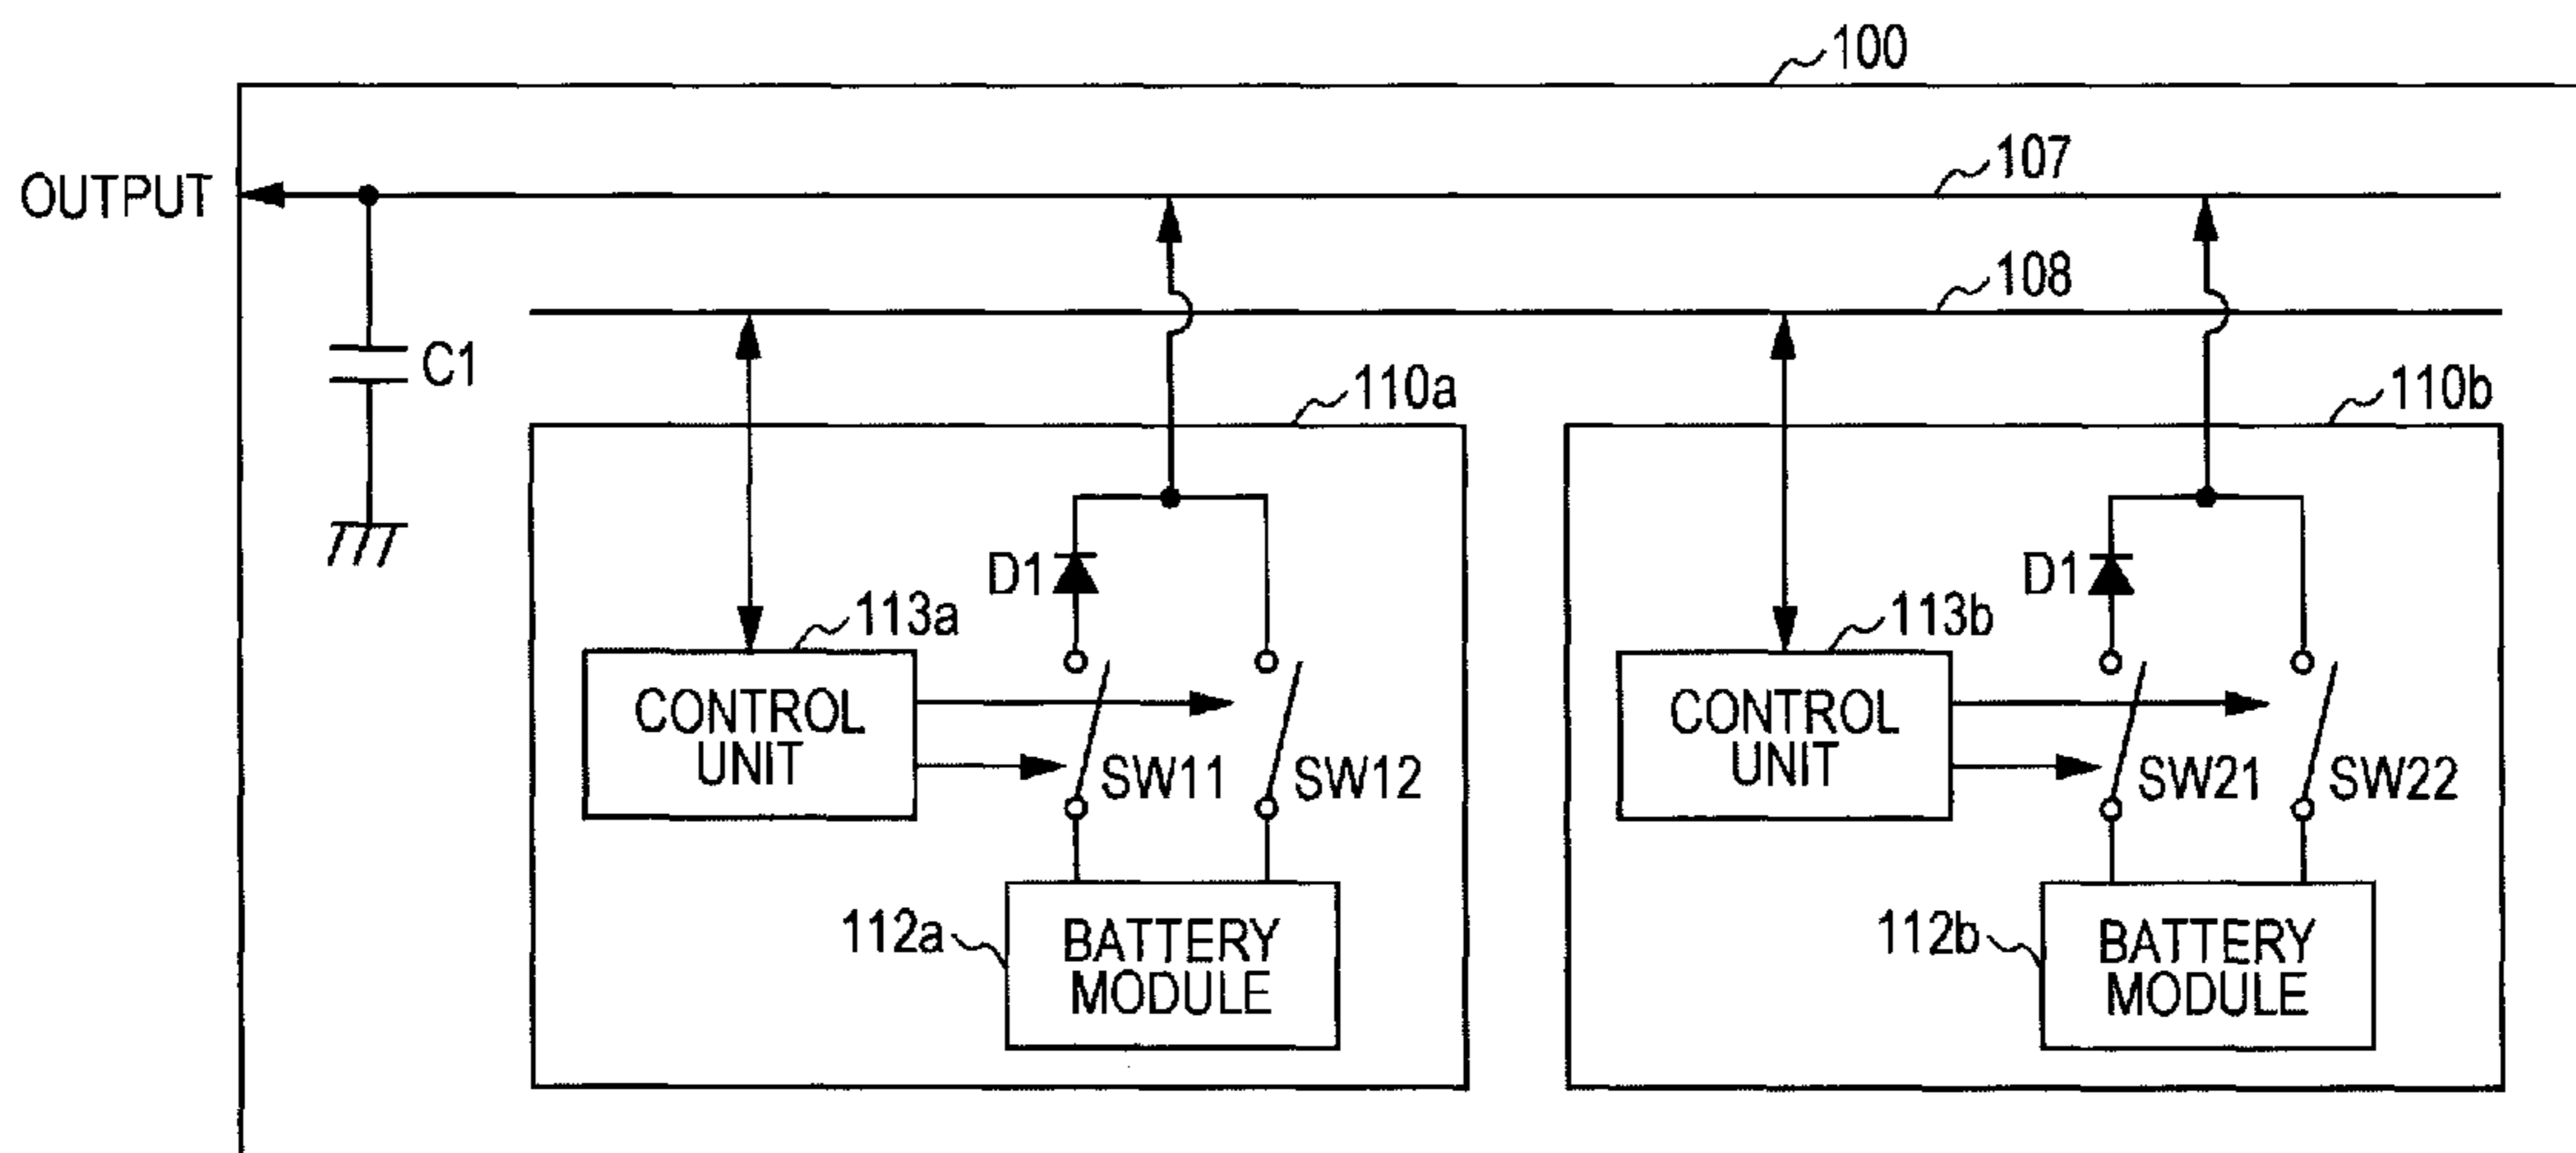 100
107
OUTPUT
108
C1
110a
110b
D1
D1
113a
113b
CONTROL
UNIT
CONTROL
UNIT
SW11
SW12
SW21
SW22
112a
BATTERY
MODULE
112b
BATTERY
MODULE